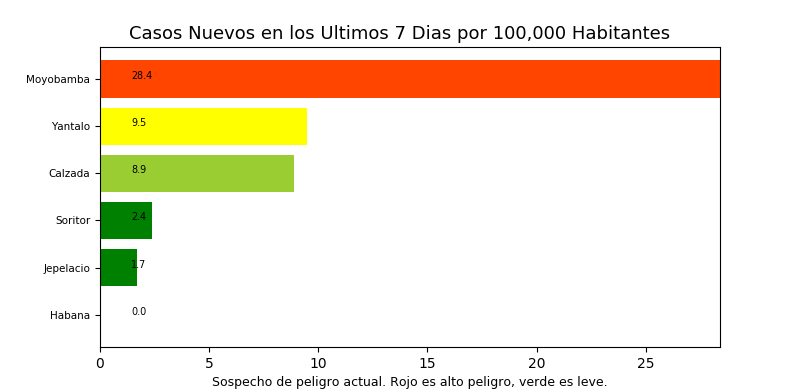 Casos Nuevos en los Ultimos 7 Dias por 100,000 Habitantes
Moyobamba 28.4
Yantalo 9.5
Calzada 8.9
Soritor 2.4
Jepelacio 1.7
Habana 0.0
0 5 10 15 20 25
Sospecho de peligro actual. Rojo es alto peligro, verde es leve.